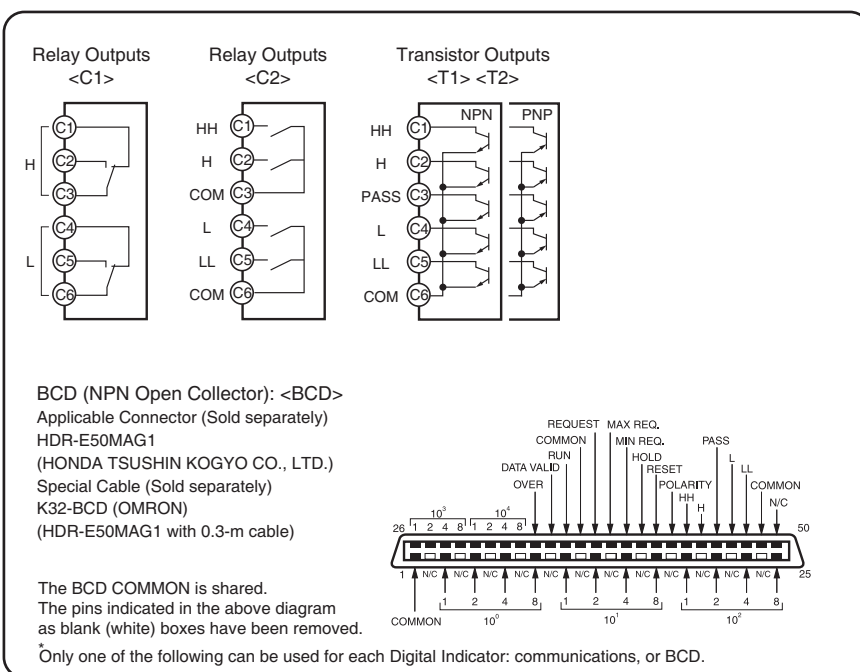 Relay Outputs
<C1>
Relay Outputs
<C2>
Transistor Outputs
<T1> <T2>
C1
C2
C3
C4
C5
C6
H
L
HH C1
H C2
COM C3
L C4
LL C5
COM C6
NPN PNP
HH C1
H C2
PASS C3
L C4
LL C5
COM C6
BCD (NPN Open Collector): <BCD>
Applicable Connector (Sold separately)
HDR-E50MAG1
(HONDA TSUSHIN KOGYO CO., LTD.)
Special Cable (Sold separately)
K32-BCD (OMRON)
(HDR-E50MAG1 with 0.3-m cable)
The BCD COMMON is shared.
The pins indicated in the above diagram
as blank (white) boxes have been removed.
REQUEST MAX REQ.
COMMON MIN REQ. PASS
RUN HOLD L
DATA VALID RESET LL
OVER POLARITY COMMON
HH N/C
H
10³ 10⁴
26 1 2 4 8 1 2 4 8 50
1 N/C N/C N/C N/C N/C N/C N/C N/C N/C N/C N/C N/C 25
1 2 4 8 1 2 4 8 1 2 4 8
COMMON 10⁰ 10¹ 10²
*Only one of the following can be used for each Digital Indicator: communications, or BCD.